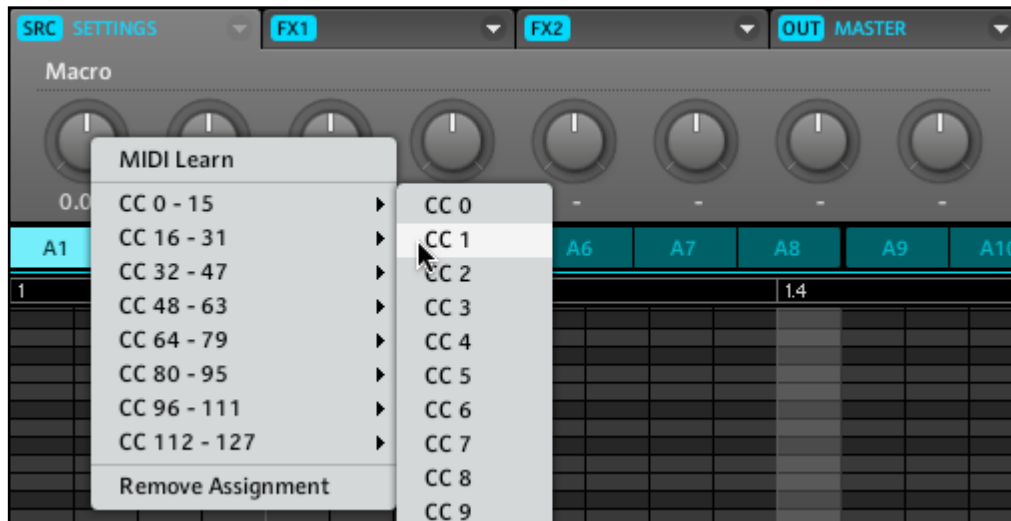 SRC SETTINGS FX1 FX2 OUT MASTER
Macro
0.0 - - - -
MIDI Learn
CC 0 - 15
CC 16 - 31
CC 32 - 47
CC 48 - 63
CC 64 - 79
CC 80 - 95
CC 96 - 111
CC 112 - 127
Remove Assignment
CC 0
CC 1
CC 2
CC 3
CC 4
CC 5
CC 6
CC 7
CC 8
CC 9
A1 A6 A7 A8 A9 A10
1 1.4